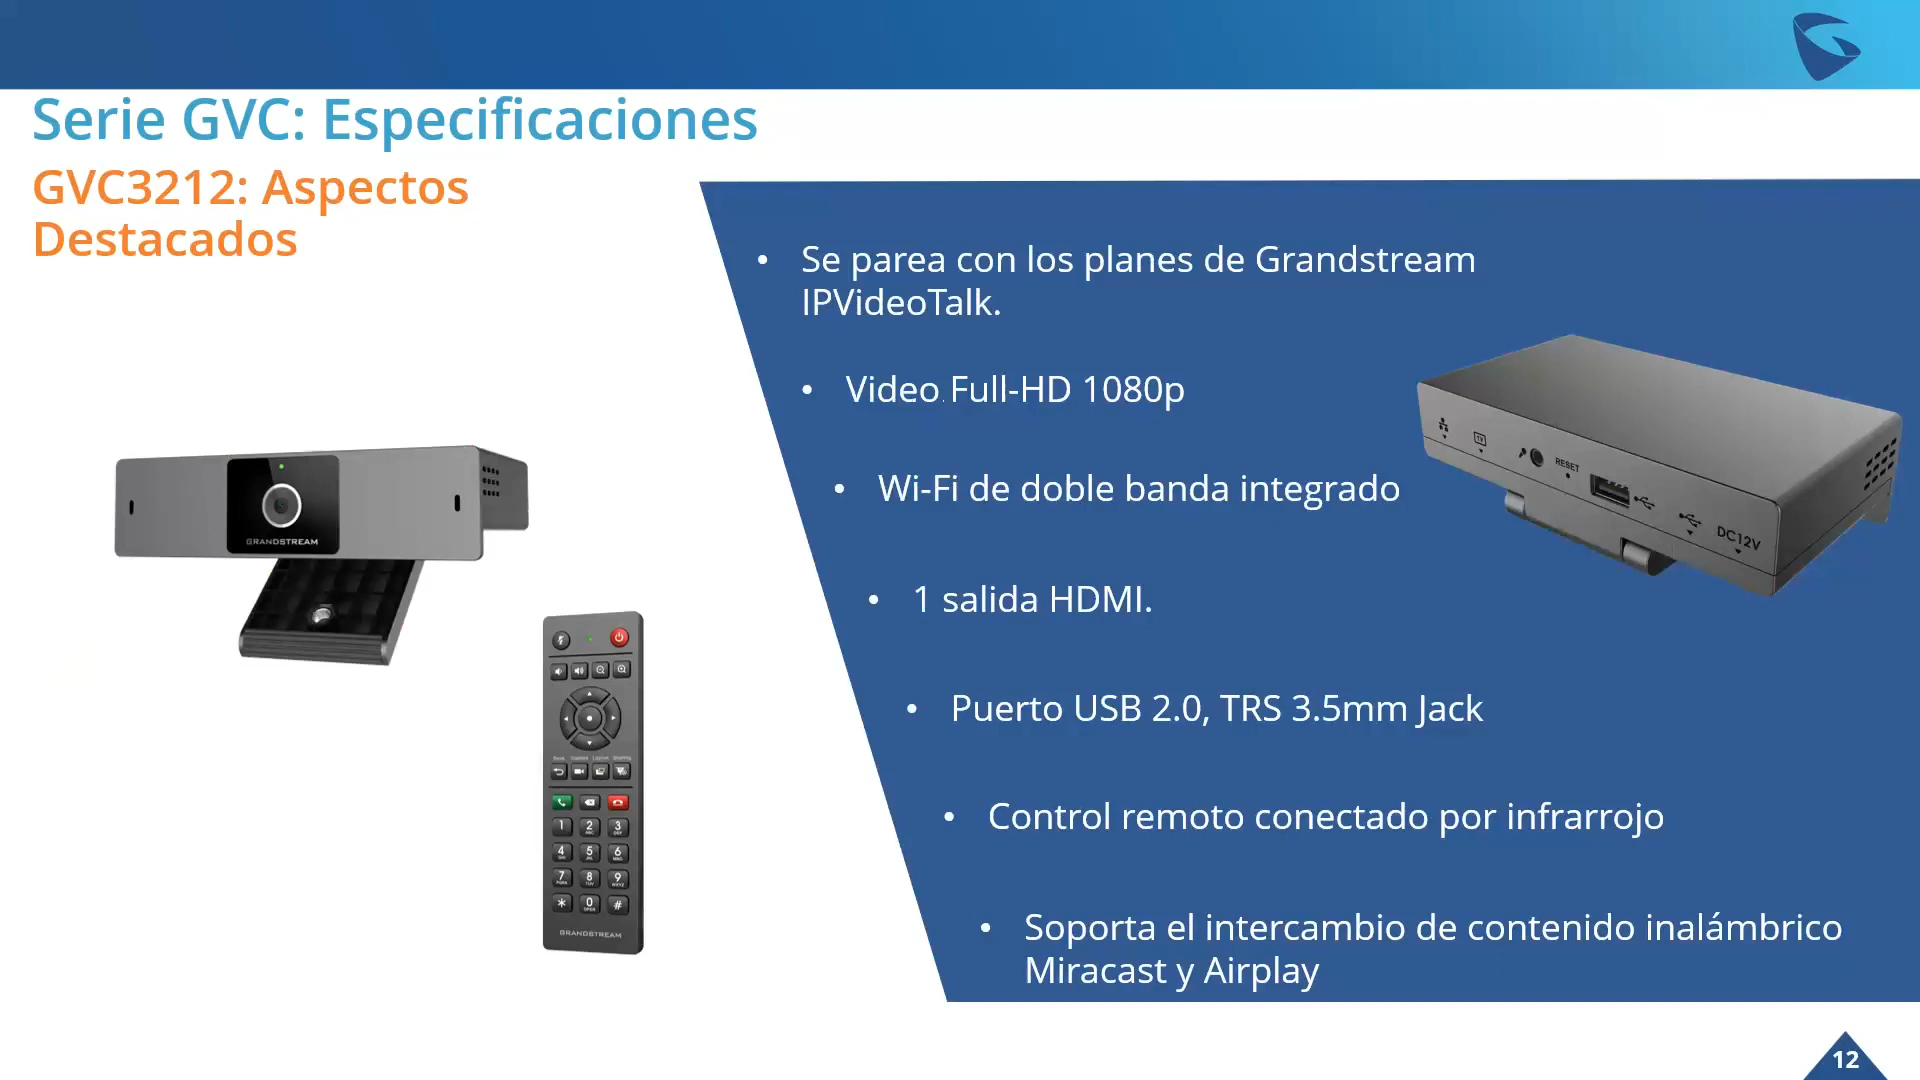 Serie GVC: Especificaciones
GVC3212: Aspectos
Destacados
• Se parea con los planes de Grandstream
IPVideoTalk.
• Video Full-HD 1080p
• Wi-Fi de doble banda integrado
• 1 salida HDMI.
• Puerto USB 2.0, TRS 3.5mm Jack
• Control remoto conectado por infrarrojo
• Soporta el intercambio de contenido inalámbrico
Miracast y Airplay
GRANDSTREAM
TV
RESET
DC12V
1 2 3
4 5 6
7 8 9
* 0 #
GRANDSTREAM
12